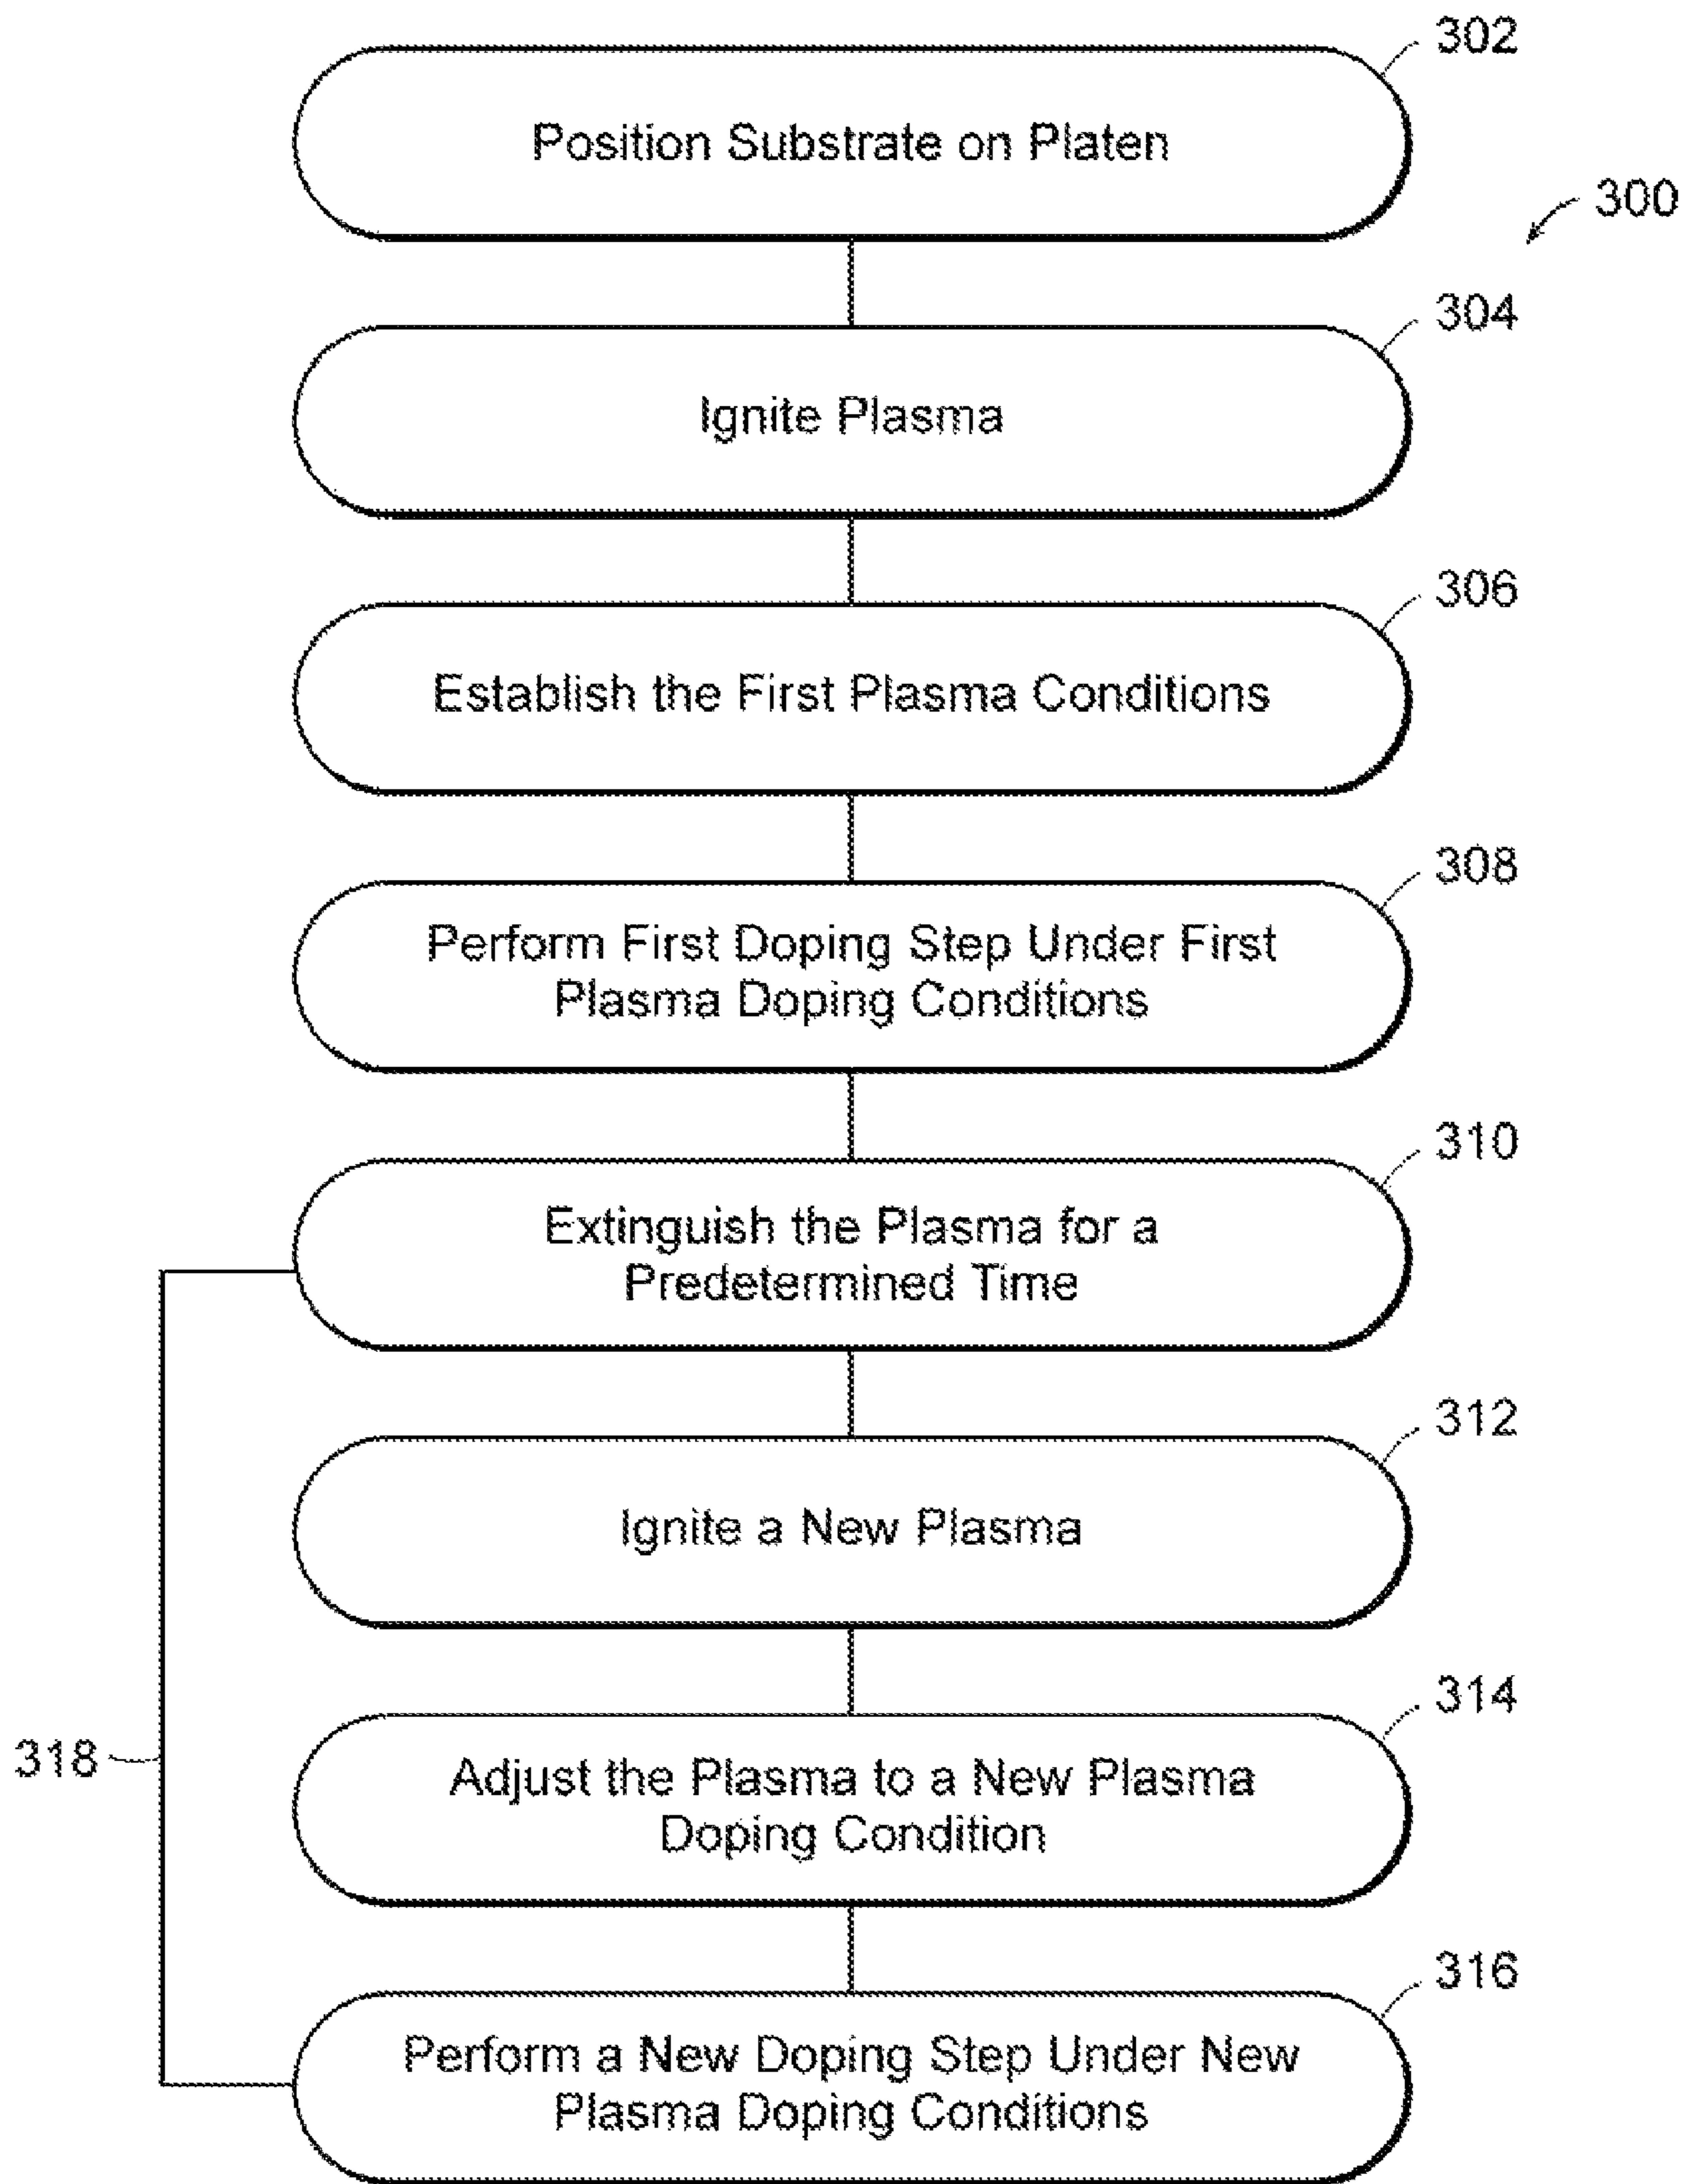 302
Position Substrate on Platen
300
304
Ignite Plasma
306
Establish the First Plasma Conditions
308
Perform First Doping Step Under First
Plasma Doping Conditions
310
Extinguish the Plasma for a
Predetermined Time
312
Ignite a New Plasma
314
318
Adjust the Plasma to a New Plasma
Doping Condition
316
Perform a New Doping Step Under New
Plasma Doping Conditions